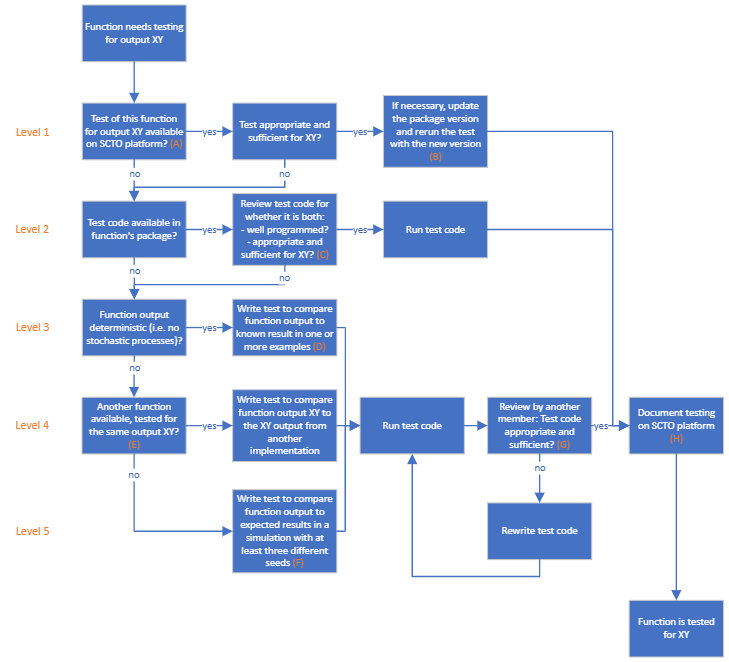 Function needs testing
for output XY
Level 1
Test of this function
for output XY available
on SCTO platform? (A)
yes
Test appropriate and
sufficient for XY?
yes
If necessary, update
the package version
and rerun the test
with the new version
(B)
no
no
Level 2
Test code available in
function's package?
yes
Review test code for
whether it is both:
- well programmed?
- appropriate and
sufficient for XY? (C)
yes
Run test code
no
no
Level 3
Function output
deterministic (i.e. no
stochastic processes)?
yes
Write test to compare
function output to
known result in one or
more examples (D)
no
Level 4
Another function
available, tested for
the same output XY?
(E)
yes
Write test to compare
function output XY to
the XY output from
another
implementation
Run test code
Review by another
member: Test code
appropriate and
sufficient? (G)
yes
Document testing
on SCTO platform
(H)
no
no
Level 5
Write test to compare
function output to
expected results in a
simulation with at
least three different
seeds (F)
Rewrite test code
Function is tested
for XY